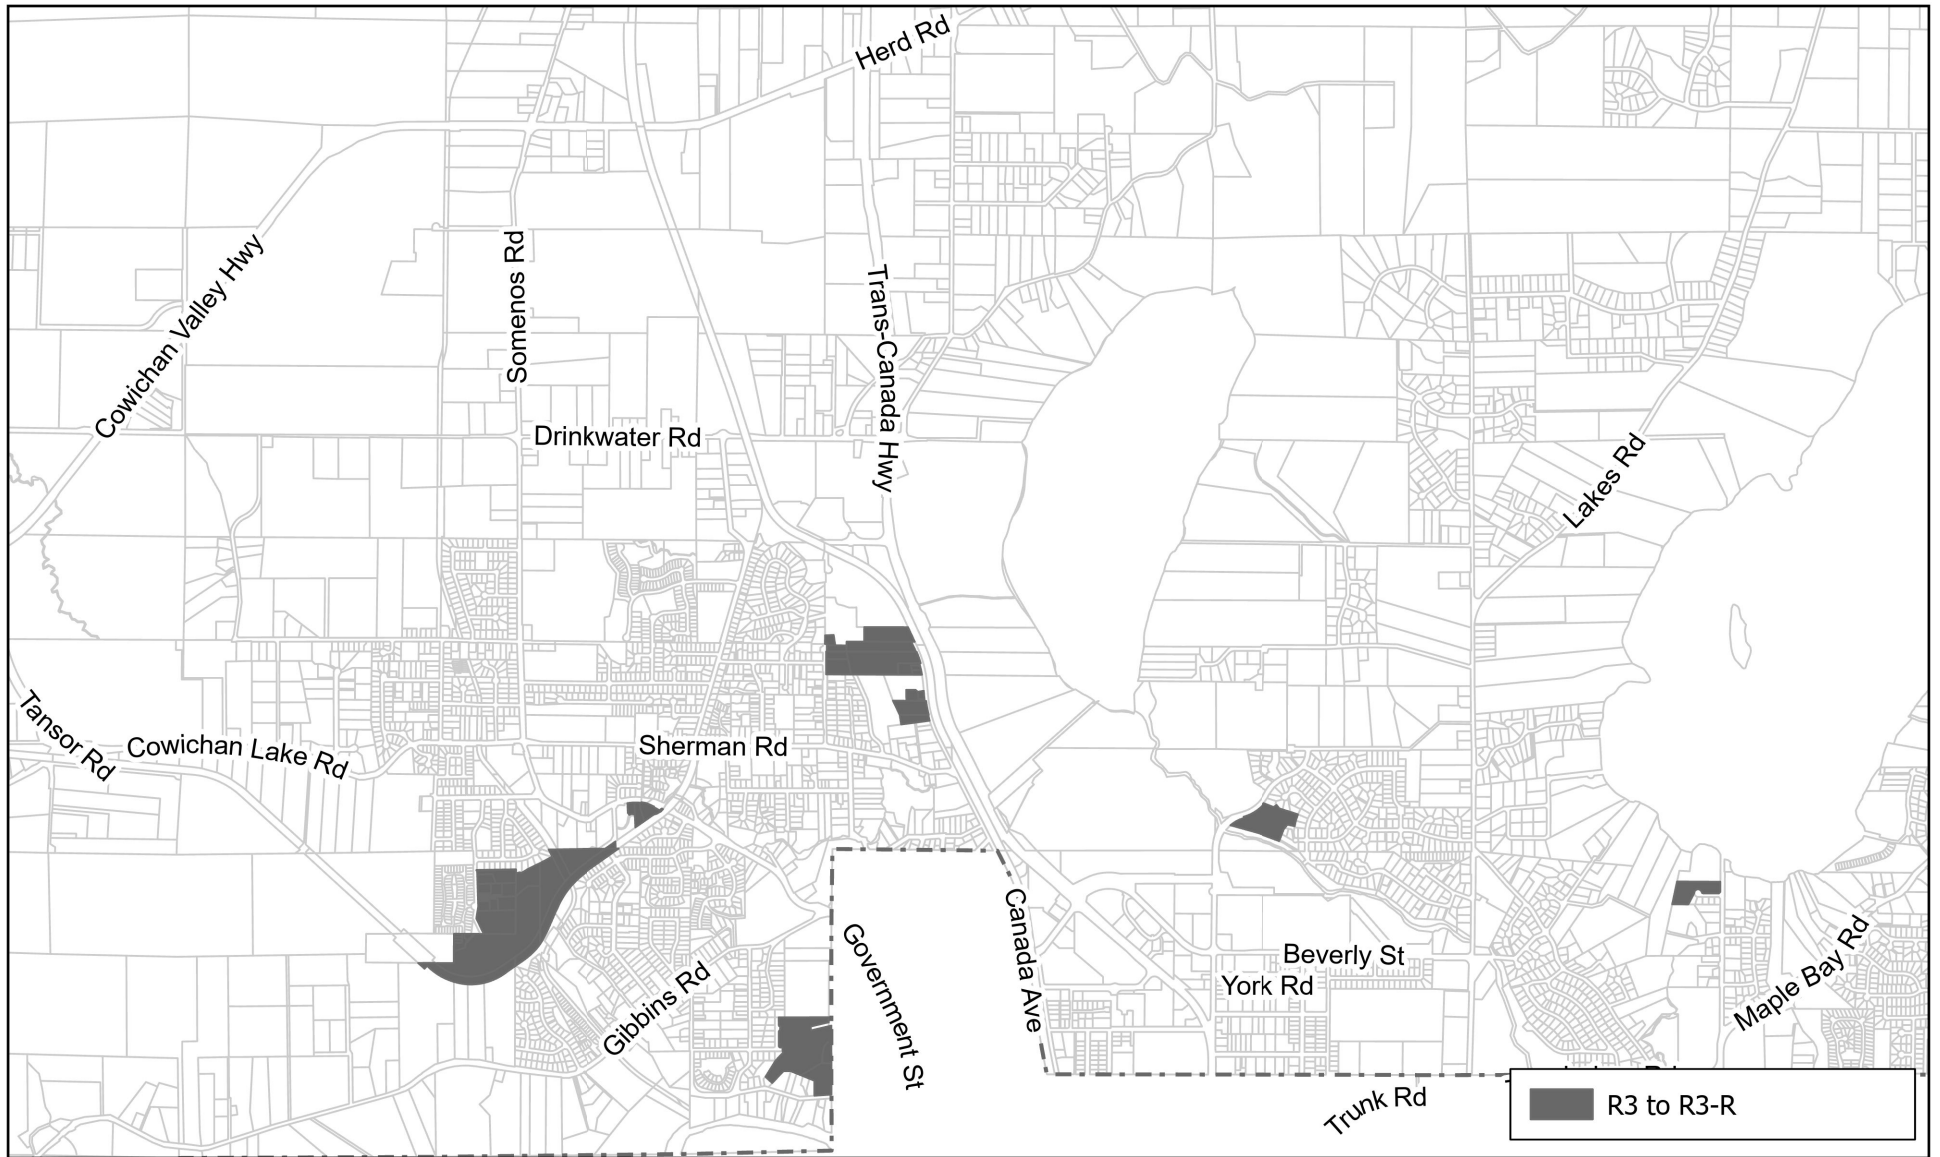 Herd Rd
Cowichan Valley Hwy
Somenos Rd
Trans-Canada Hwy
Drinkwater Rd
Lakes Rd
Tansor Rd
Cowichan Lake Rd
Sherman Rd
Canada Ave
Government St
Beverly St
York Rd
Gibbins Rd
Maple Bay Rd
Trunk Rd
R3 to R3-R